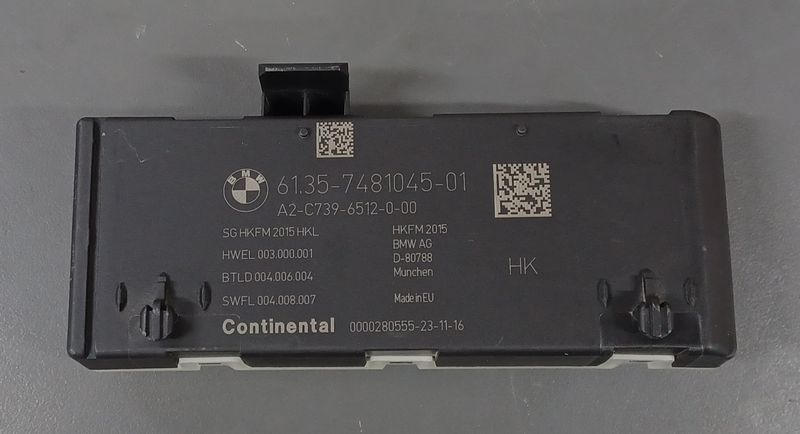 BMW
61.35-7481045-01
A2-C739-6512-0-00
SG HKFM 2015 HKL
HWEL 003.000.001
BTLD 004.006.004
SWFL 004.008.007
HKFM 2015
BMW AG
D-80788
Munchen
Made in EU
HK
Continental 0000280555-23-11-16